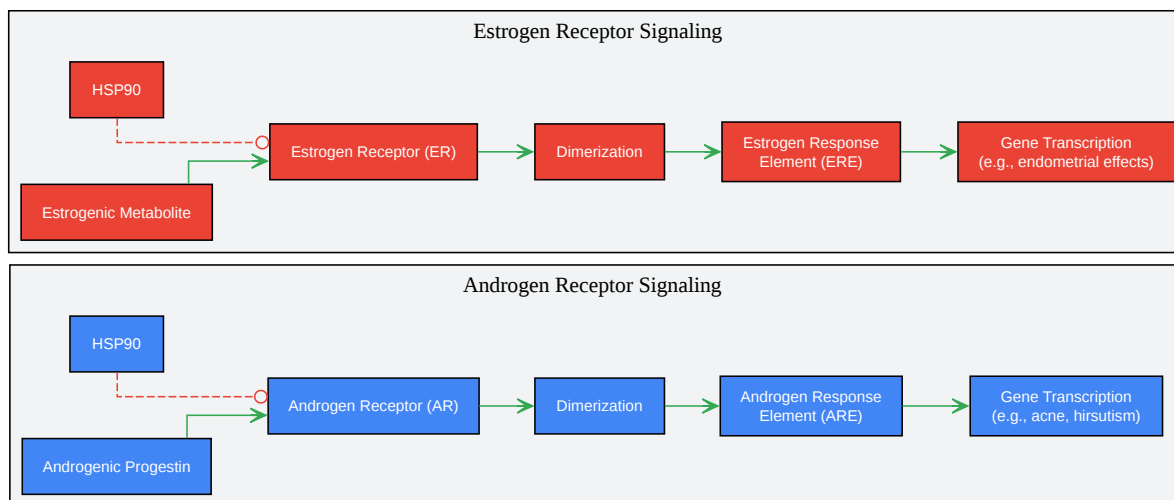 Estrogen Receptor Signaling
HSP90
Estrogen Receptor (ER)
Dimerization
Estrogen Response
Element (ERE)
Gene Transcription
(e.g., endometrial effects)
Estrogenic Metabolite
Androgen Receptor Signaling
HSP90
Androgen Receptor (AR)
Dimerization
Androgen Response
Element (ARE)
Gene Transcription
(e.g., acne, hirsutism)
Androgenic Progestin